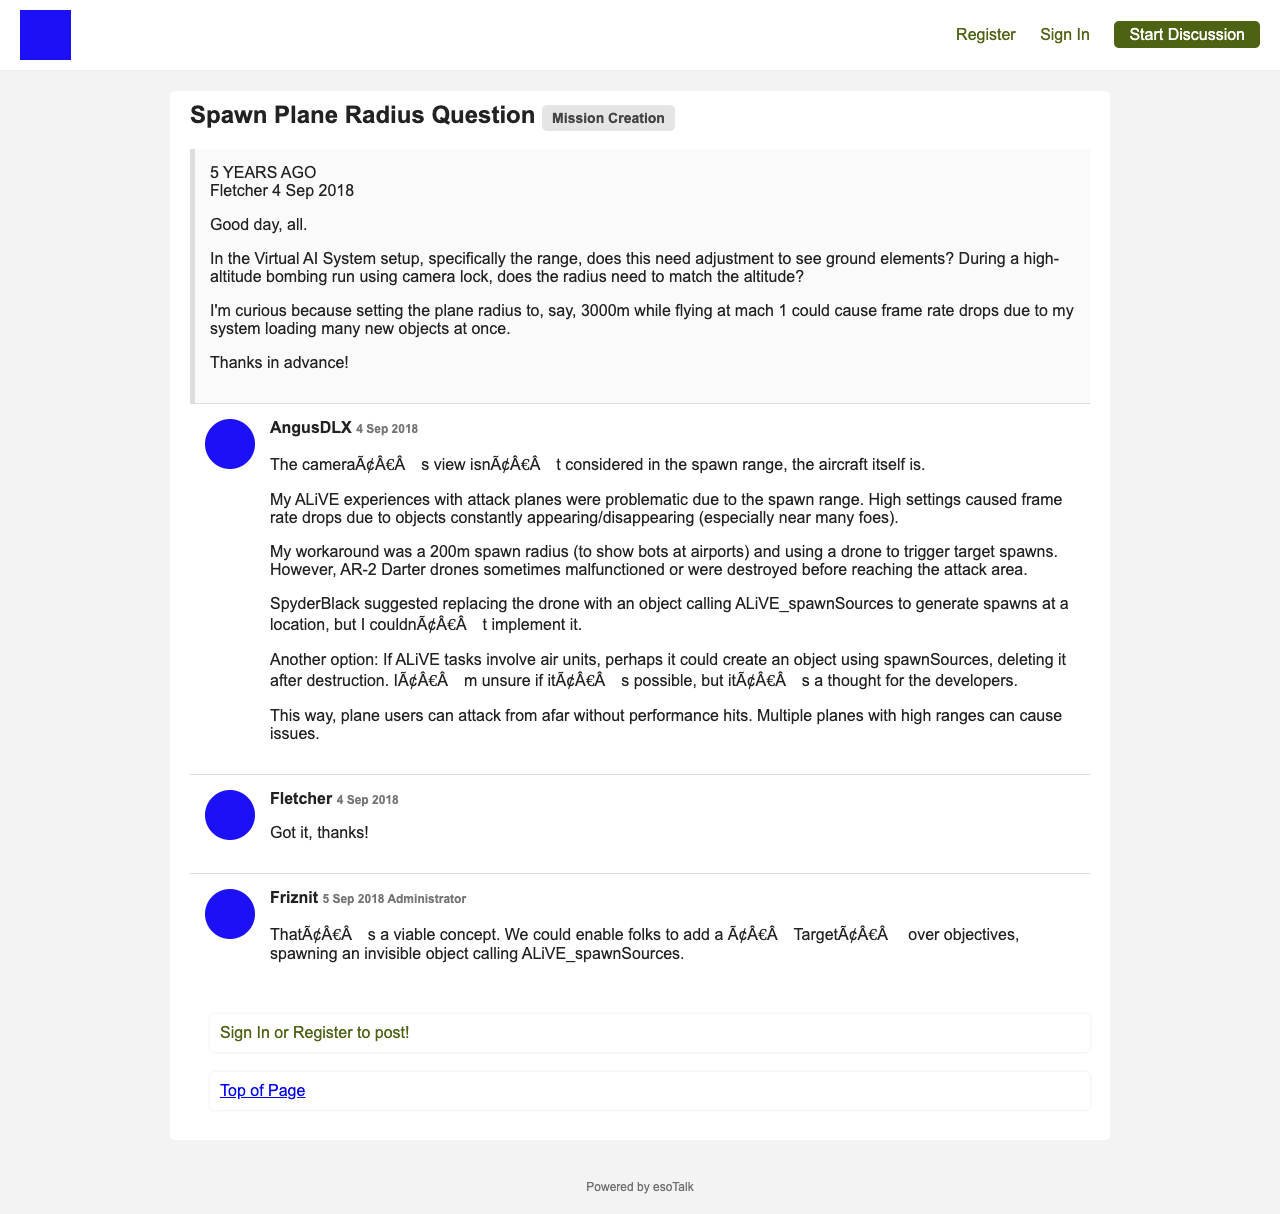 Register Sign In Start Discussion
Spawn Plane Radius Question Mission Creation
5 YEARS AGO
Fletcher 4 Sep 2018
Good day, all.
In the Virtual AI System setup, specifically the range, does this need adjustment to see ground elements? During a high-
altitude bombing run using camera lock, does the radius need to match the altitude?
I'm curious because setting the plane radius to, say, 3000m while flying at mach 1 could cause frame rate drops due to my
system loading many new objects at once.
Thanks in advance!
AngusDLX 4 Sep 2018
The cameraÃ¢Â€Â s view isnÃ¢Â€Â t considered in the spawn range, the aircraft itself is.
My ALiVE experiences with attack planes were problematic due to the spawn range. High settings caused frame
rate drops due to objects constantly appearing/disappearing (especially near many foes).
My workaround was a 200m spawn radius (to show bots at airports) and using a drone to trigger target spawns.
However, AR-2 Darter drones sometimes malfunctioned or were destroyed before reaching the attack area.
SpyderBlack suggested replacing the drone with an object calling ALiVE_spawnSources to generate spawns at a
location, but I couldnÃ¢Â€Â t implement it.
Another option: If ALiVE tasks involve air units, perhaps it could create an object using spawnSources, deleting it
after destruction. IÃ¢Â€Â m unsure if itÃ¢Â€Â s possible, but itÃ¢Â€Â s a thought for the developers.
This way, plane users can attack from afar without performance hits. Multiple planes with high ranges can cause
issues.
Fletcher 4 Sep 2018
Got it, thanks!
Friznit 5 Sep 2018 Administrator
ThatÃ¢Â€Â s a viable concept. We could enable folks to add a Ã¢Â€Â TargetÃ¢Â€Â over objectives,
spawning an invisible object calling ALiVE_spawnSources.
Sign In or Register to post!
Top of Page
Powered by esoTalk